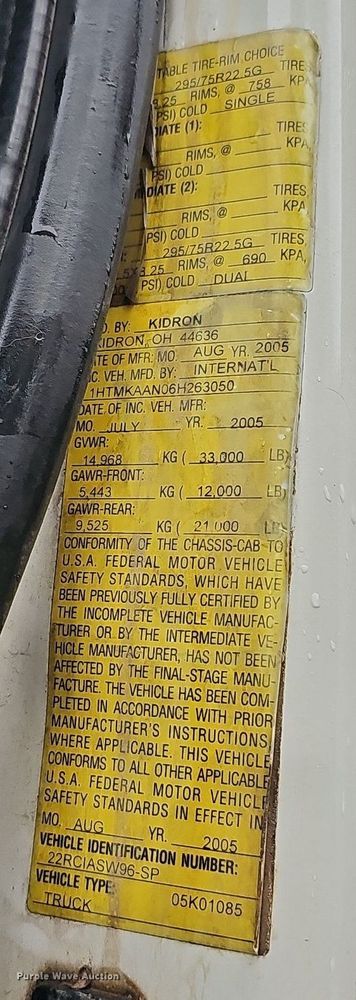 TABLE TIRE-RIM CHOICE
295/75R22.5G TIRES
8.25 RIMS, @ 758 KPA
PSI) COLD SINGLE
DIATE (1):
TIRES
RIMS, @ KPA,
PSI) COLD
MEDIATE (2):
TIRES
RIMS, @ KPA,
PSI) COLD
295/75R22.5G TIRES,
8.25 RIMS, @ 690 KPA,
PSI) COLD DUAL
D. BY: KIDRON
KIDRON, OH 44636
TE OF MFR: MO. AUG YR. 2005
C. VEH. MFD. BY: INTERNAT'L
1HTMKAAN06H263050
DATE OF INC. VEH. MFR:
MO. JULY YR. 2005
GVWR:
14,968 KG ( 33,000 LB)
GAWR-FRONT:
5,443 KG ( 12,000 LB)
GAWR-REAR:
9,525 KG ( 21,000 LB)
CONFORMITY OF THE CHASSIS-CAB TO
U.S.A. FEDERAL MOTOR VEHICLE
SAFETY STANDARDS, WHICH HAVE
BEEN PREVIOUSLY FULLY CERTIFIED BY
THE INCOMPLETE VEHICLE MANUFAC-
TURER OR BY THE INTERMEDIATE VE-
HICLE MANUFACTURER, HAS NOT BEEN
AFFECTED BY THE FINAL-STAGE MANU-
FACTURE. THE VEHICLE HAS BEEN COM-
PLETED IN ACCORDANCE WITH PRIOR
MANUFACTURER'S INSTRUCTIONS,
WHERE APPLICABLE. THIS VEHICLE
CONFORMS TO ALL OTHER APPLICABLE
U.S.A. FEDERAL MOTOR VEHICLE
SAFETY STANDARDS IN EFFECT IN
MO. AUG YR. 2005
VEHICLE IDENTIFICATION NUMBER:
22RCIASW96-SP
VEHICLE TYPE: 05K01085
TRUCK
Purple Wave Auction